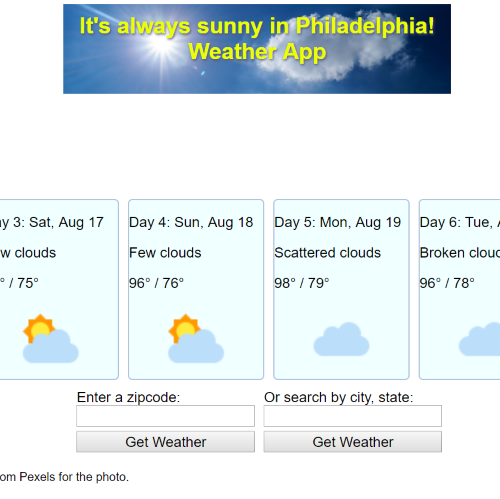 It's always sunny in Philadelphia!
Weather App
y 3: Sat, Aug 17
w clouds
° / 75°
Day 4: Sun, Aug 18
Few clouds
96° / 76°
Day 5: Mon, Aug 19
Scattered clouds
98° / 79°
Day 6: Tue,
Broken clou
96° / 78°
Enter a zipcode:
Get Weather
Or search by city, state:
Get Weather
om Pexels for the photo.